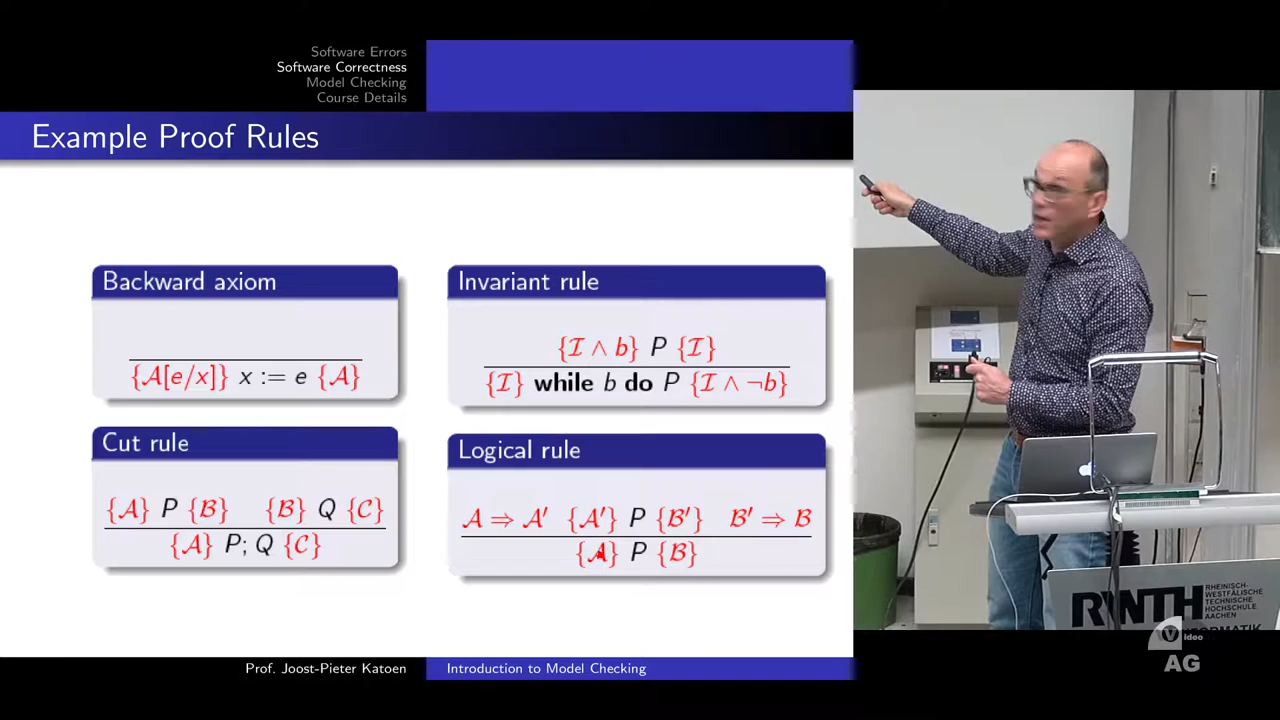 Software Errors
Software Correctness
Model Checking
Course Details
Example Proof Rules
Backward axiom
{A[e/x]} x := e {A}
Invariant rule
{I ∧ b} P {I}
{I} while b do P {I ∧ ¬b}
Cut rule
{A} P {B} {B} Q {C}
{A} P; Q {C}
Logical rule
A ⇒ A′ {A′} P {B′} B′ ⇒ B
{A} P {B}
Prof. Joost-Pieter Katoen
Introduction to Model Checking
RWTH
RHEINISCH-
WESTFÄLISCHE
TECHNISCHE
HOCHSCHULE
AACHEN
Video
AG